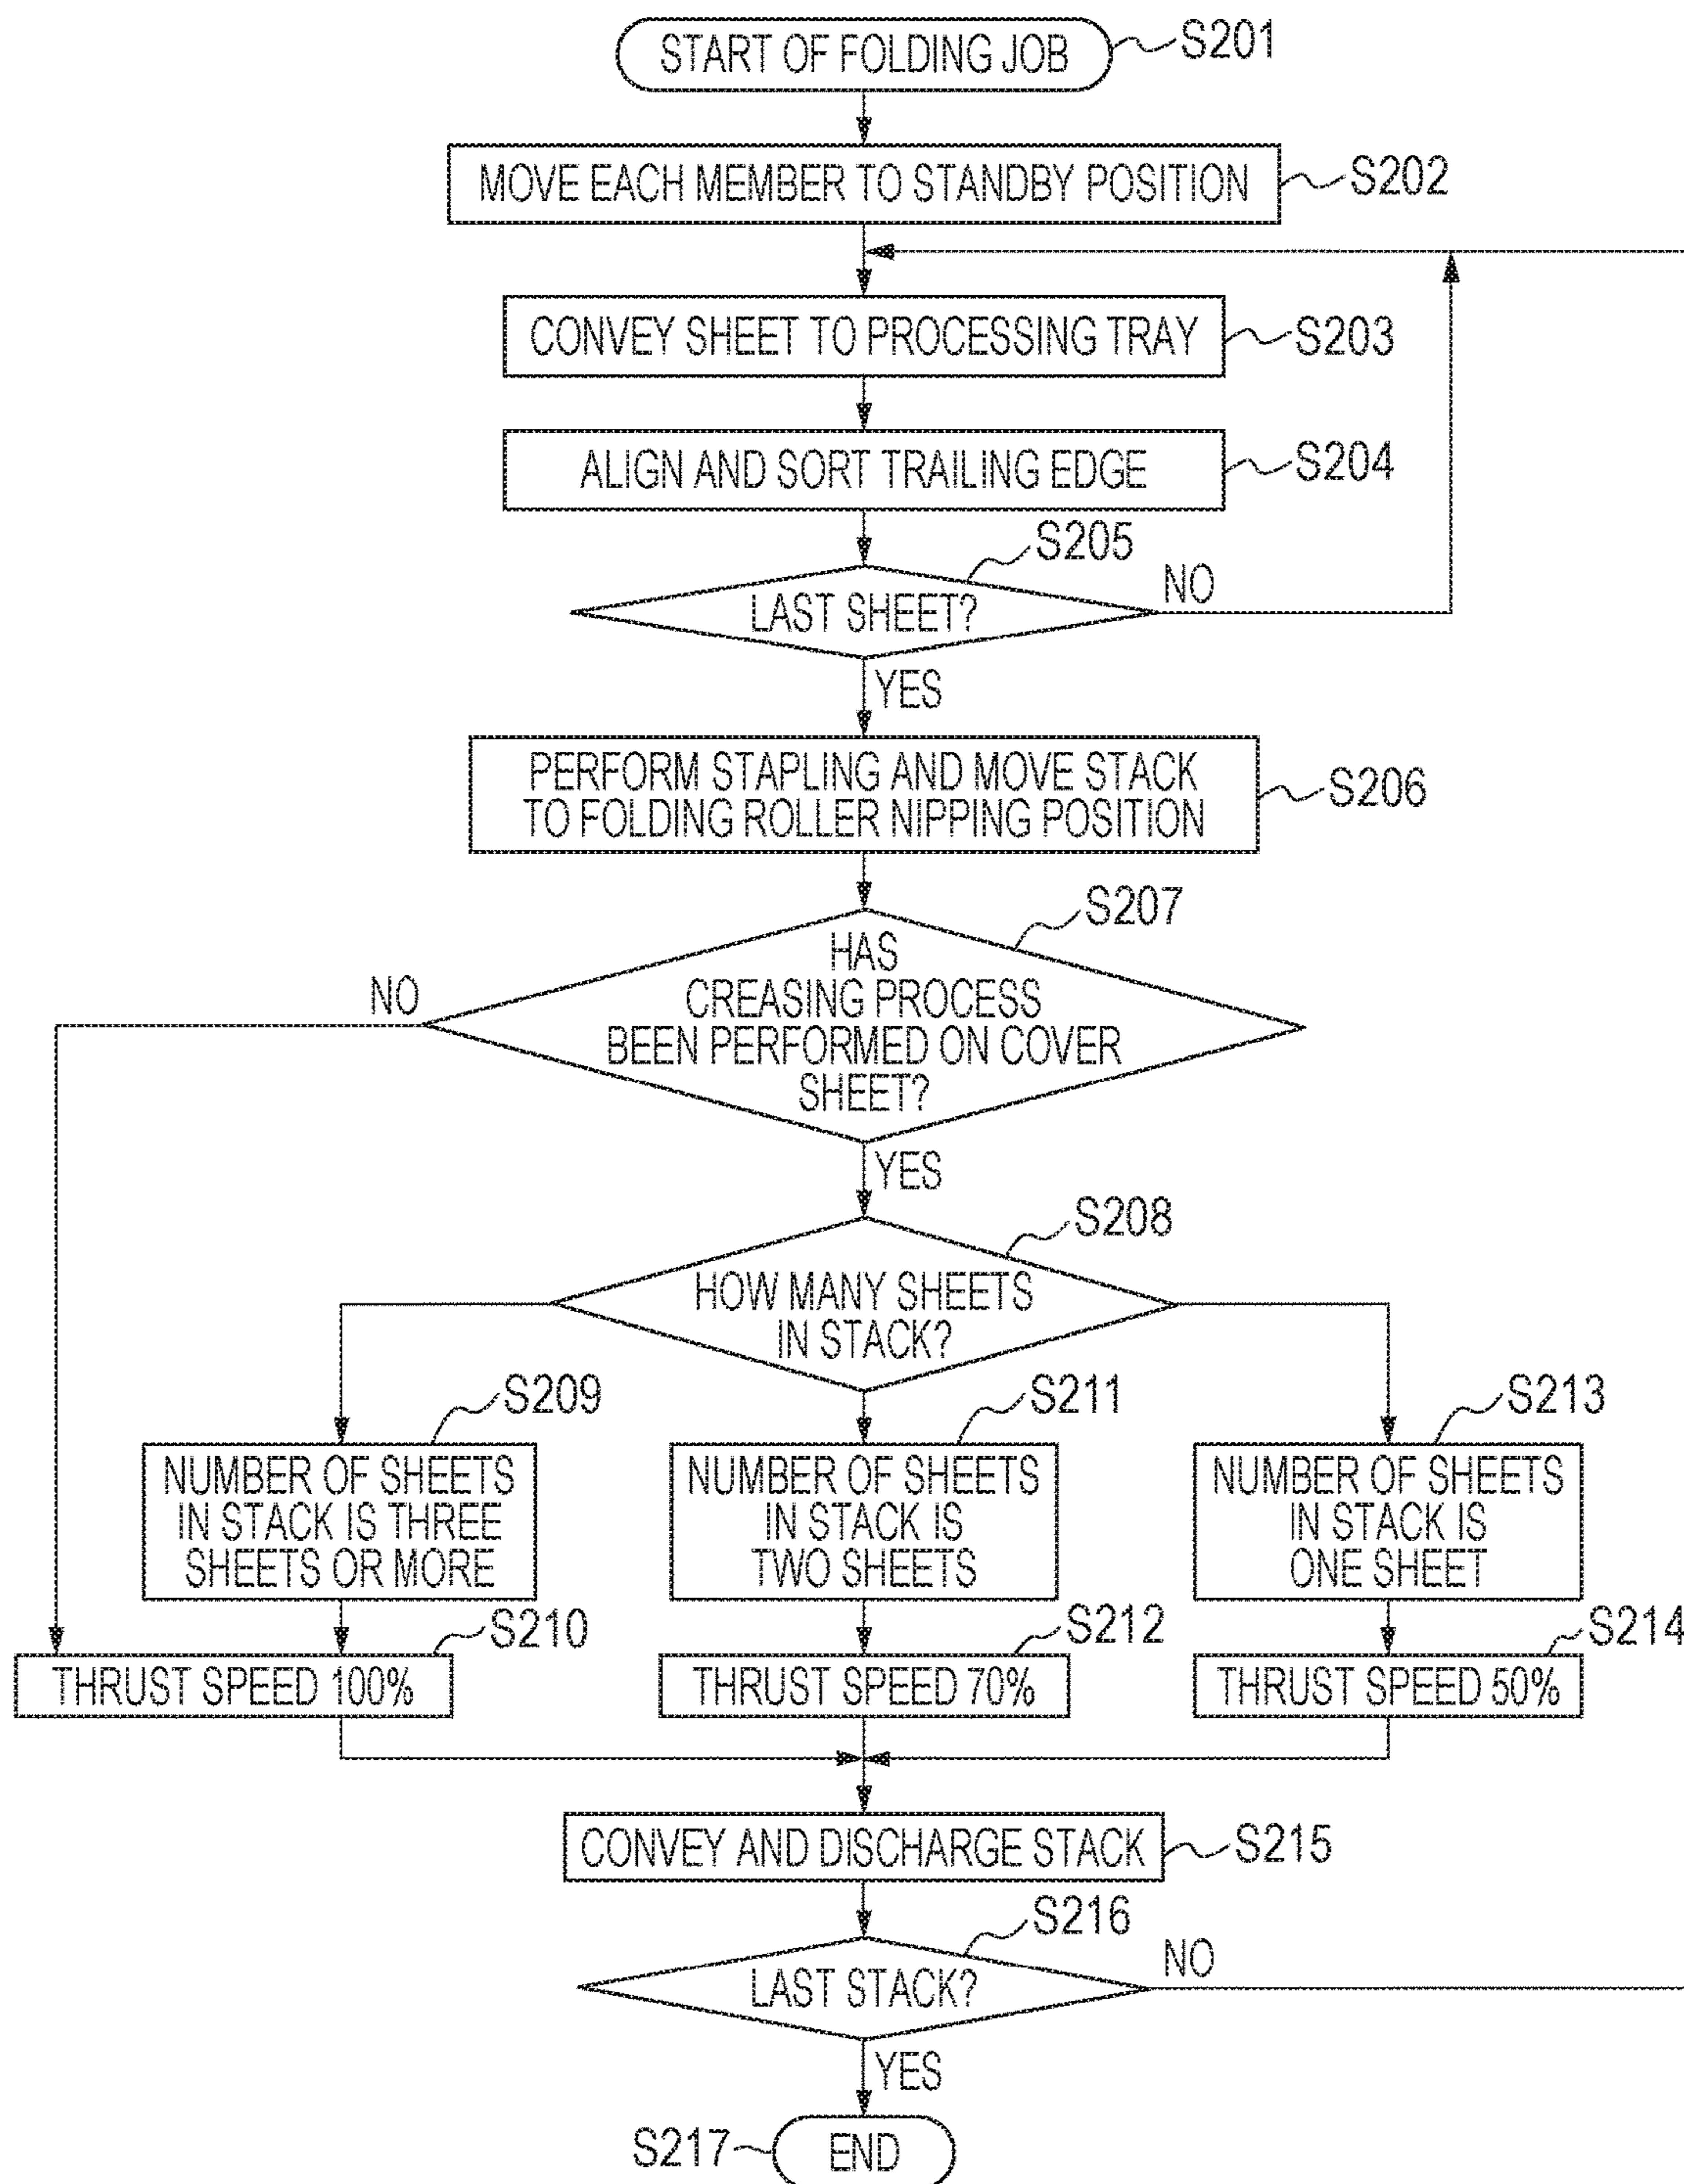 START OF FOLDING JOB
S201
MOVE EACH MEMBER TO STANDBY POSITION
S202
CONVEY SHEET TO PROCESSING TRAY
S203
ALIGN AND SORT TRAILING EDGE
S204
S205
LAST SHEET?
NO
YES
PERFORM STAPLING AND MOVE STACK
TO FOLDING ROLLER NIPPING POSITION
S206
S207
HAS
CREASING PROCESS
BEEN PERFORMED ON COVER
SHEET?
NO
YES
S208
HOW MANY SHEETS
IN STACK?
S209
NUMBER OF SHEETS
IN STACK IS THREE
SHEETS OR MORE
S211
NUMBER OF SHEETS
IN STACK IS
TWO SHEETS
S213
NUMBER OF SHEETS
IN STACK IS
ONE SHEET
S210
THRUST SPEED 100%
S212
THRUST SPEED 70%
S214
THRUST SPEED 50%
CONVEY AND DISCHARGE STACK
S215
S216
LAST STACK?
NO
YES
S217
END